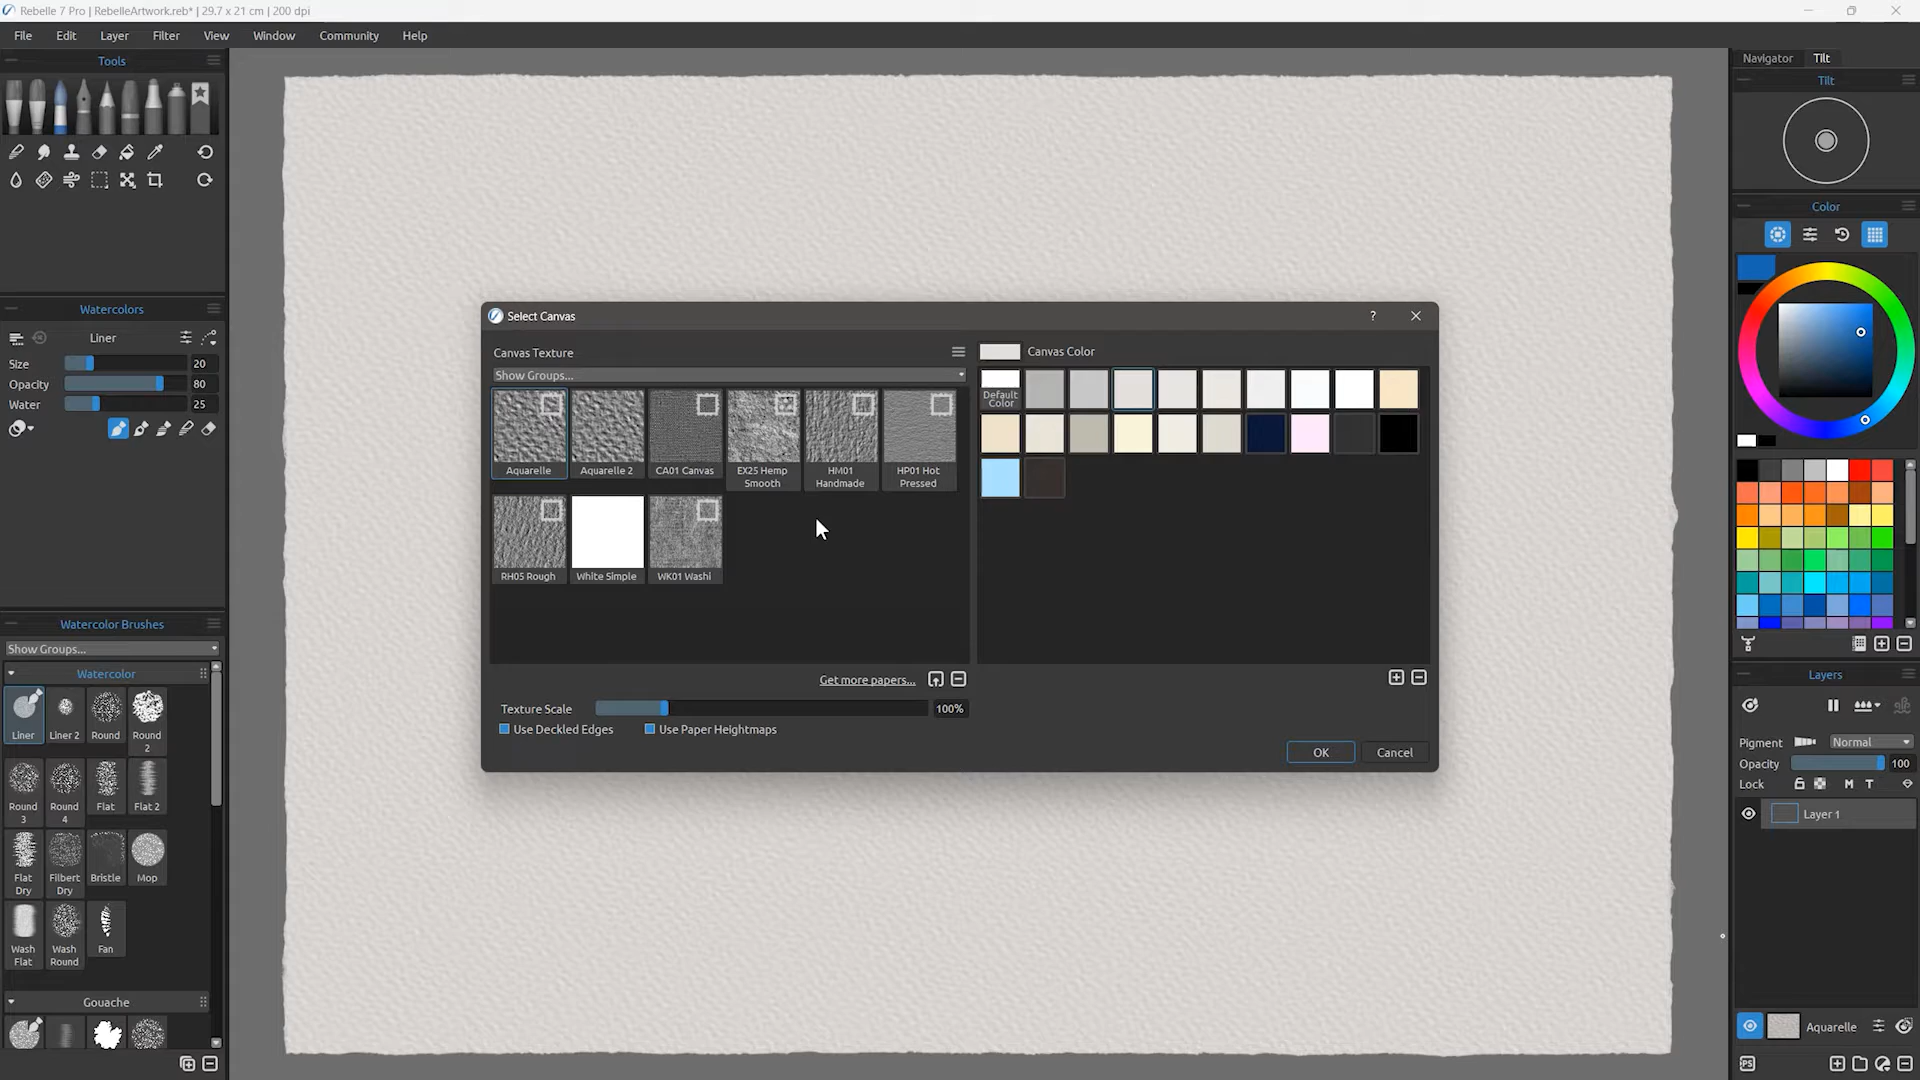 Rebelle 7 Pro | RebelleArtwork.reb* | 29.7 x 21 cm | 200 dpi
File Edit Layer Filter View Window Community Help
Tools
Watercolors
Liner
Size 20
Opacity 80
Water 25
Watercolor Brushes
Show Groups...
Watercolor
Liner Liner 2 Round Round 2
Round 3 Round 4 Flat Flat 2
Flat Dry Filbert Dry Bristle Mop
Wash Flat Wash Round Fan
Gouache
Select Canvas
?
Canvas Texture
Show Groups...
Aquarelle Aquarelle 2 CA01 Canvas EX25 Hemp Smooth HM01 Handmade HP01 Hot Pressed
RH05 Rough White Simple WK01 Washi
Get more papers...
Texture Scale 100%
Use Deckled Edges Use Paper Heightmaps
Canvas Color
Default Color
OK Cancel
Navigator Tilt
Tilt
Color
Layers
Pigment Normal
Opacity 100
Lock M T
Layer 1
Aquarelle
PS